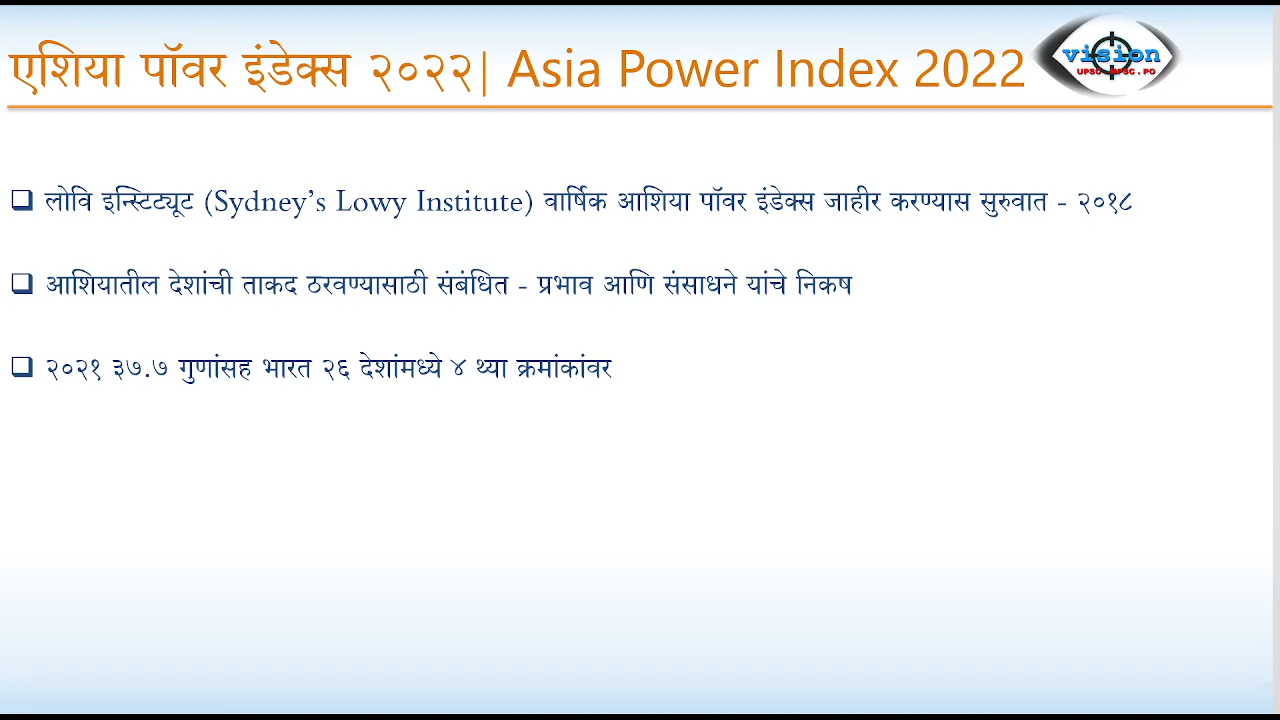 एशिया पॉवर इंडेक्स २०२२| Asia Power Index 2022
vision
UPSC
लोवि इन्स्टिट्यूट (Sydney’s Lowy Institute) वार्षिक आशिया पॉवर इंडेक्स जाहीर करण्यास सुरुवात - २०१८
आशियातील देशांची ताकद ठरवण्यासाठी संबंधित - प्रभाव आणि संसाधने यांचे निकष
२०२१ ३७.७ गुणांसह भारत २६ देशांमध्ये ४ थ्या क्रमांकांवर